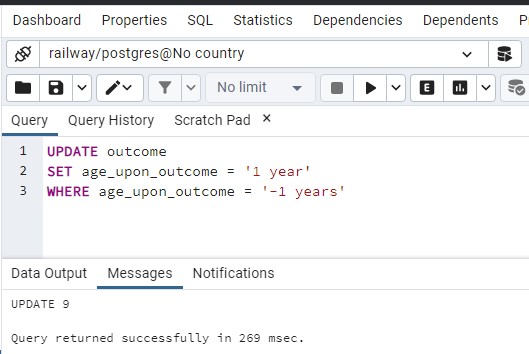 Dashboard Properties SQL Statistics Dependencies Dependents
railway/postgres@No country
No limit
E
Query Query History Scratch Pad ×
1 UPDATE outcome
2 SET age_upon_outcome = '1 year'
3 WHERE age_upon_outcome = '-1 years'
Data Output Messages Notifications
UPDATE 9
Query returned successfully in 269 msec.